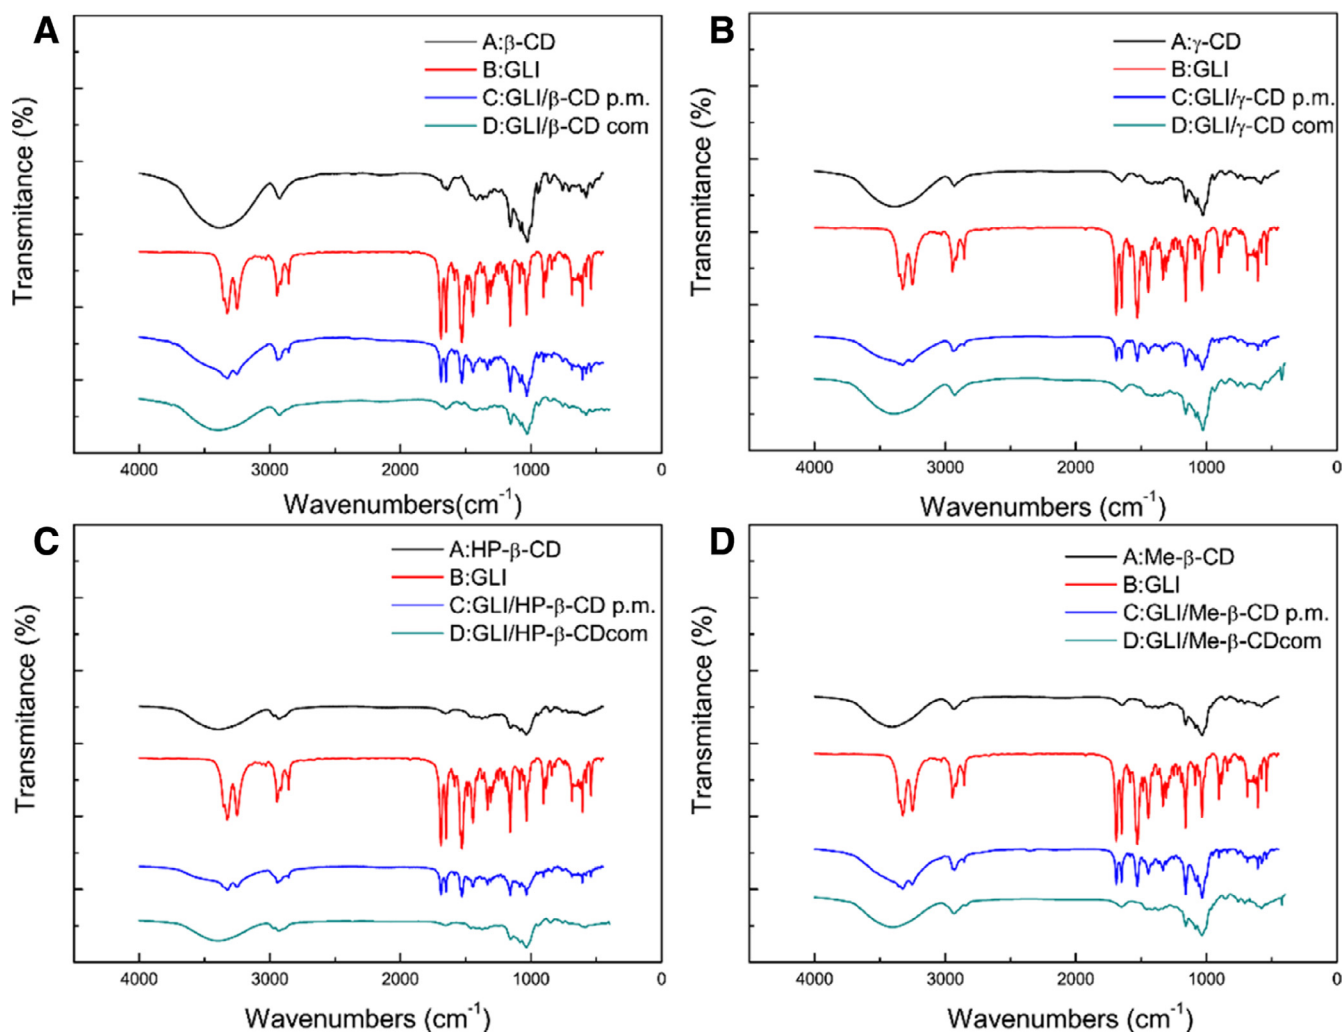 A
A:β-CD
B:GLI
C:GLI/β-CD p.m.
D:GLI/β-CD com
Transmitance (%)
4000 3000 2000 1000 0
Wavenumbers(cm⁻¹)
B
A:γ-CD
B:GLI
C:GLI/γ-CD p.m.
D:GLI/γ-CD com
Transmitance (%)
4000 3000 2000 1000 0
Wavenumbers (cm⁻¹)
C
A:HP-β-CD
B:GLI
C:GLI/HP-β-CD p.m.
D:GLI/HP-β-CDcom
Transmitance (%)
4000 3000 2000 1000 0
Wavenumbers (cm⁻¹)
D
A:Me-β-CD
B:GLI
C:GLI/Me-β-CD p.m.
D:GLI/Me-β-CDcom
Transmitance (%)
4000 3000 2000 1000 0
Wavenumbers (cm⁻¹)